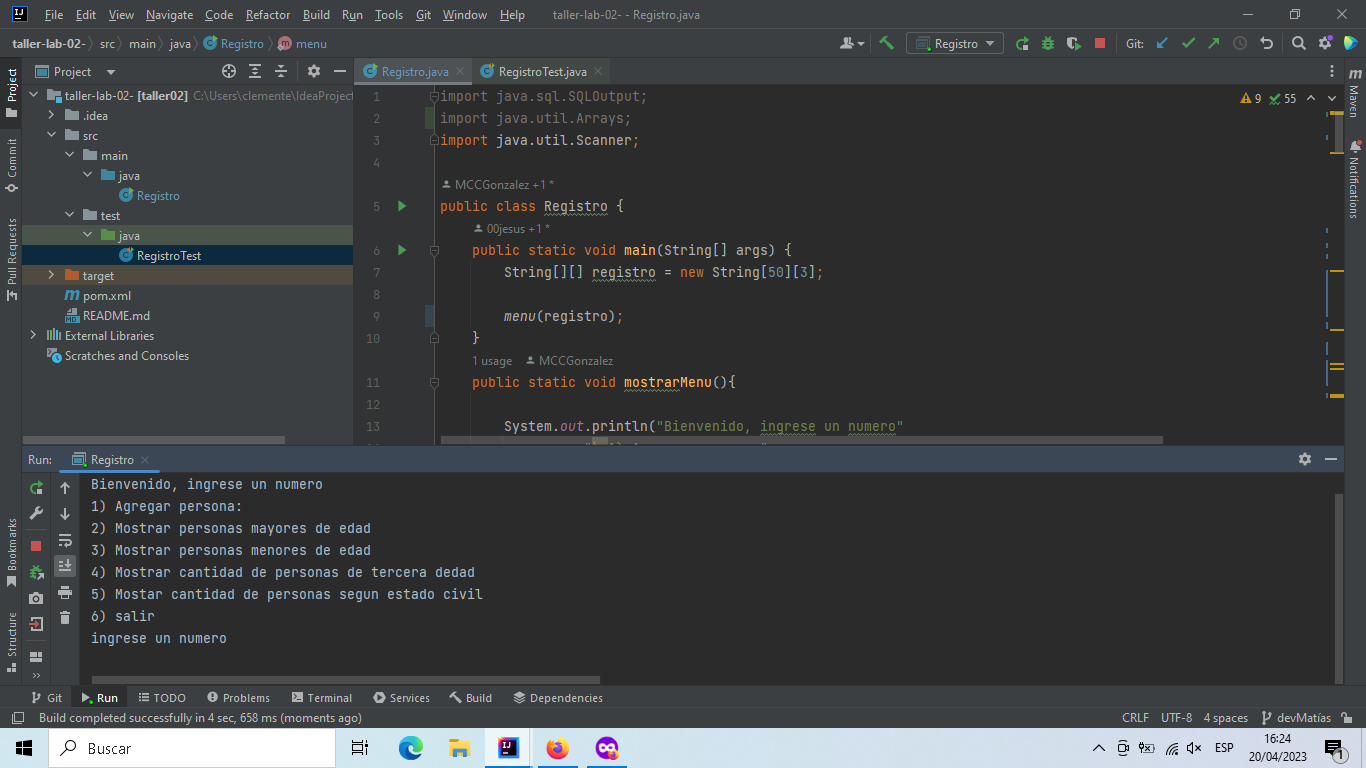 File Edit View Navigate Code Refactor Build Run Tools Git Window Help taller-lab-02- - Registro.java
taller-lab-02- src main java Registro menu Registro Git:
Project
Registro.java RegistroTest.java
taller-lab-02- [taller02] C:\Users\clemente\IdeaProject
.idea
src
main
java
Registro
test
java
RegistroTest
target
pom.xml
README.md
External Libraries
Scratches and Consoles
Project
Commit
Pull Requests
Bookmarks
Structure
Maven
Notifications
9 55
1 import java.sql.SQLOutput;
2 import java.util.Arrays;
3 import java.util.Scanner;
4
MCCGonzalez +1 *
5 public class Registro {
00jesus +1 *
6 public static void main(String[] args) {
7 String[][] registro = new String[50][3];
8
9 menu(registro);
10 }
1 usage MCCGonzalez
11 public static void mostrarMenu(){
12
13 System.out.println("Bienvenido, ingrese un numero"
Run: Registro
Bienvenido, ingrese un numero
1) Agregar persona:
2) Mostrar personas mayores de edad
3) Mostrar personas menores de edad
4) Mostrar cantidad de personas de tercera dedad
5) Mostar cantidad de personas segun estado civil
6) salir
ingrese un numero
Git Run TODO Problems Terminal Services Build Dependencies
Build completed successfully in 4 sec, 658 ms (moments ago) CRLF UTF-8 4 spaces devMatías
Buscar ESP 16:24
20/04/2023 1